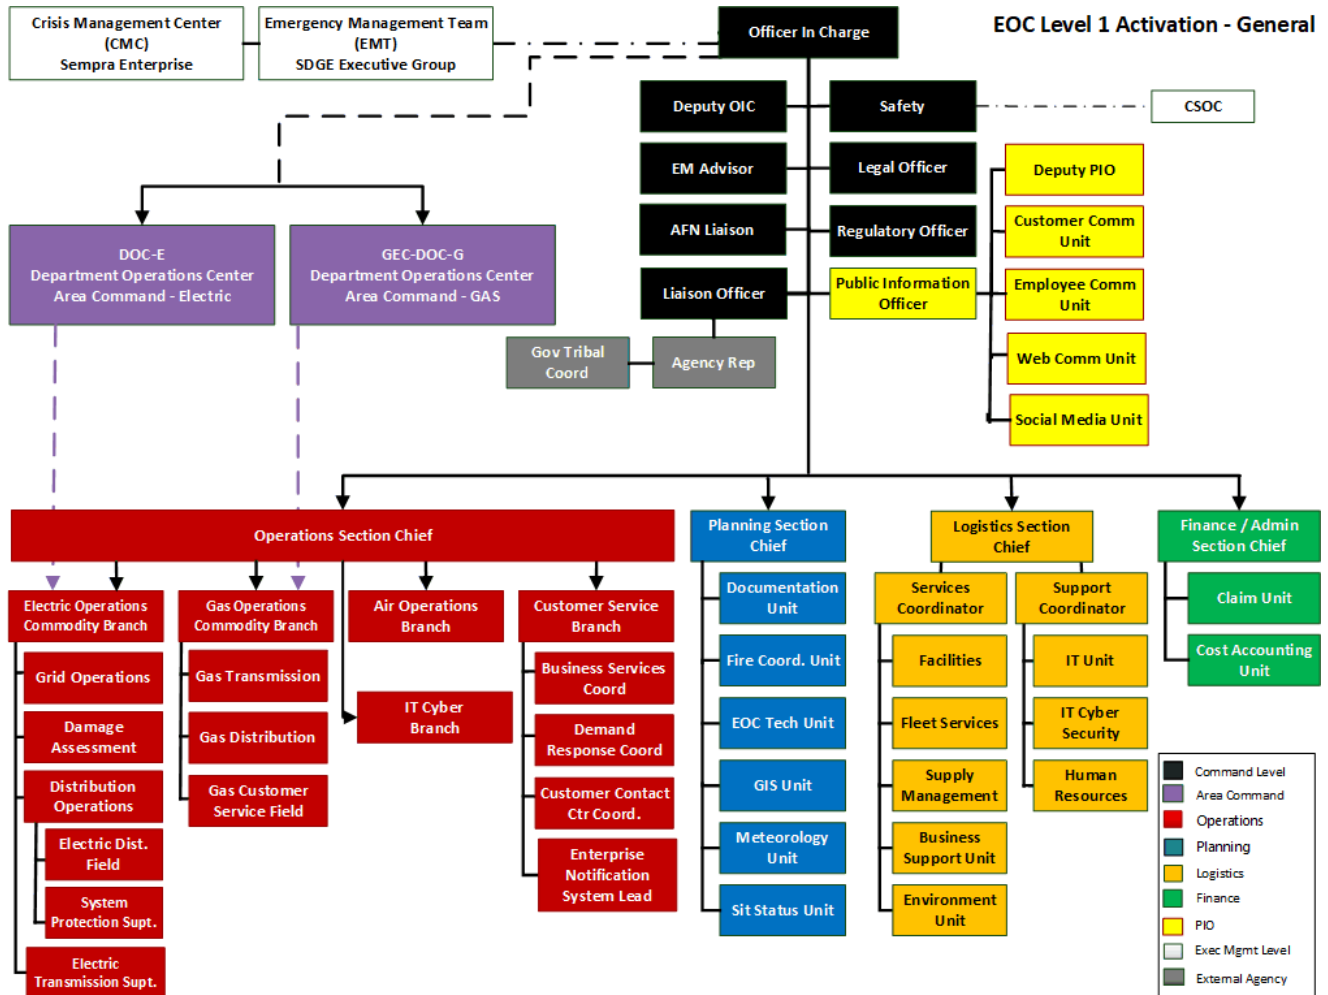 EOC Level 1 Activation - General
Crisis Management Center
(CMC)
Sempra Enterprise
Emergency Management Team
(EMT)
SDGE Executive Group
Officer In Charge
Deputy OIC
Safety
CSOC
EM Advisor
Legal Officer
Deputy PIO
AFN Liaison
Regulatory Officer
Customer Comm
Unit
DOC-E
Department Operations Center
Area Command - Electric
GEC-DOC-G
Department Operations Center
Area Command - GAS
Liaison Officer
Public Information
Officer
Employee Comm
Unit
Gov Tribal
Coord
Agency Rep
Web Comm Unit
Social Media Unit
Operations Section Chief
Planning Section
Chief
Logistics Section
Chief
Finance / Admin
Section Chief
Electric Operations
Commodity Branch
Grid Operations
Damage
Assessment
Distribution
Operations
Electric Dist.
Field
System
Protection Supt.
Electric
Transmission Supt.
Gas Operations
Commodity Branch
Gas Transmission
Gas Distribution
Gas Customer
Service Field
Air Operations
Branch
IT Cyber
Branch
Customer Service
Branch
Business Services
Coord
Demand
Response Coord
Customer Contact
Ctr Coord.
Enterprise
Notification
System Lead
Documentation
Unit
Fire Coord. Unit
EOC Tech Unit
GIS Unit
Meteorology
Unit
Sit Status Unit
Services
Coordinator
Facilities
Fleet Services
Supply
Management
Business
Support Unit
Environment
Unit
Support
Coordinator
IT Unit
IT Cyber
Security
Human
Resources
Claim Unit
Cost Accounting
Unit
Command Level
Area Command
Operations
Planning
Logistics
Finance
PIO
Exec Mgmt Level
External Agency